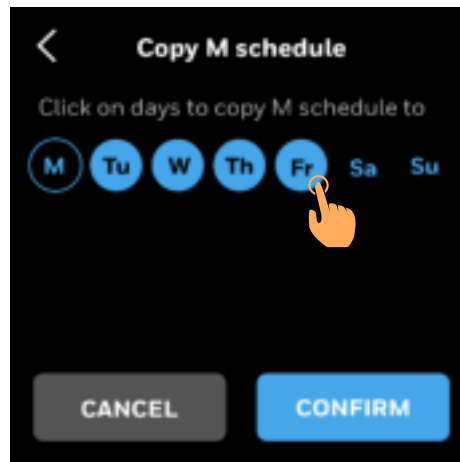 Copy M schedule
Click on days to copy M schedule to
M Tu W Th Fr Sa Su
CANCEL CONFIRM